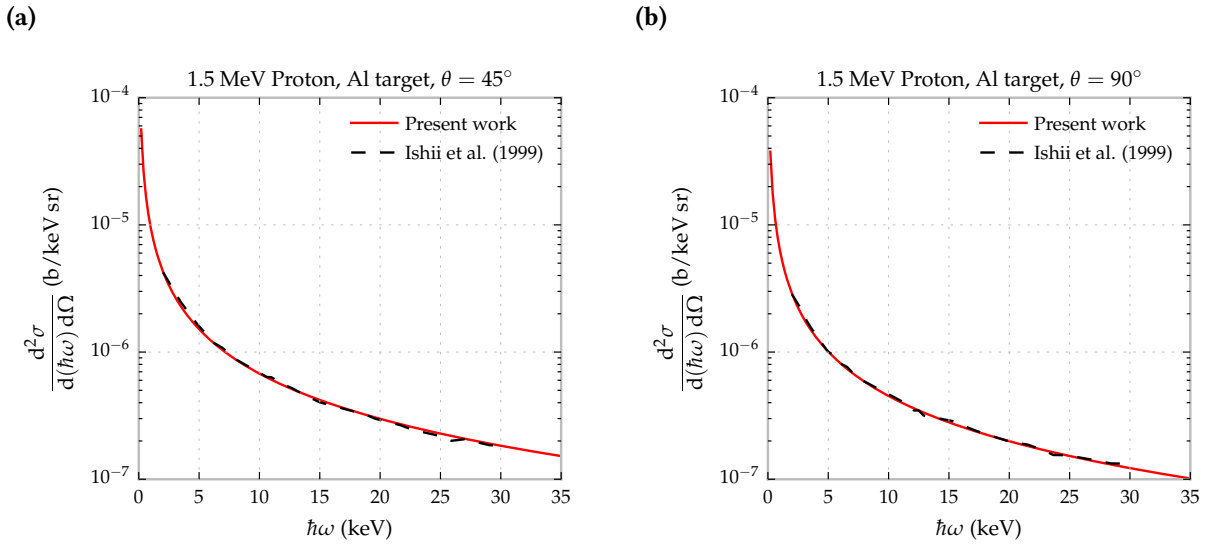 (a)
1.5 MeV Proton, Al target, θ = 45°
Present work
Ishii et al. (1999)
d²σ/d(ħω) dΩ (b/keV sr)
10⁻⁴
10⁻⁵
10⁻⁶
10⁻⁷
0 5 10 15 20 25 30 35
ħω (keV)
(b)
1.5 MeV Proton, Al target, θ = 90°
Present work
Ishii et al. (1999)
d²σ/d(ħω) dΩ (b/keV sr)
10⁻⁴
10⁻⁵
10⁻⁶
10⁻⁷
0 5 10 15 20 25 30 35
ħω (keV)